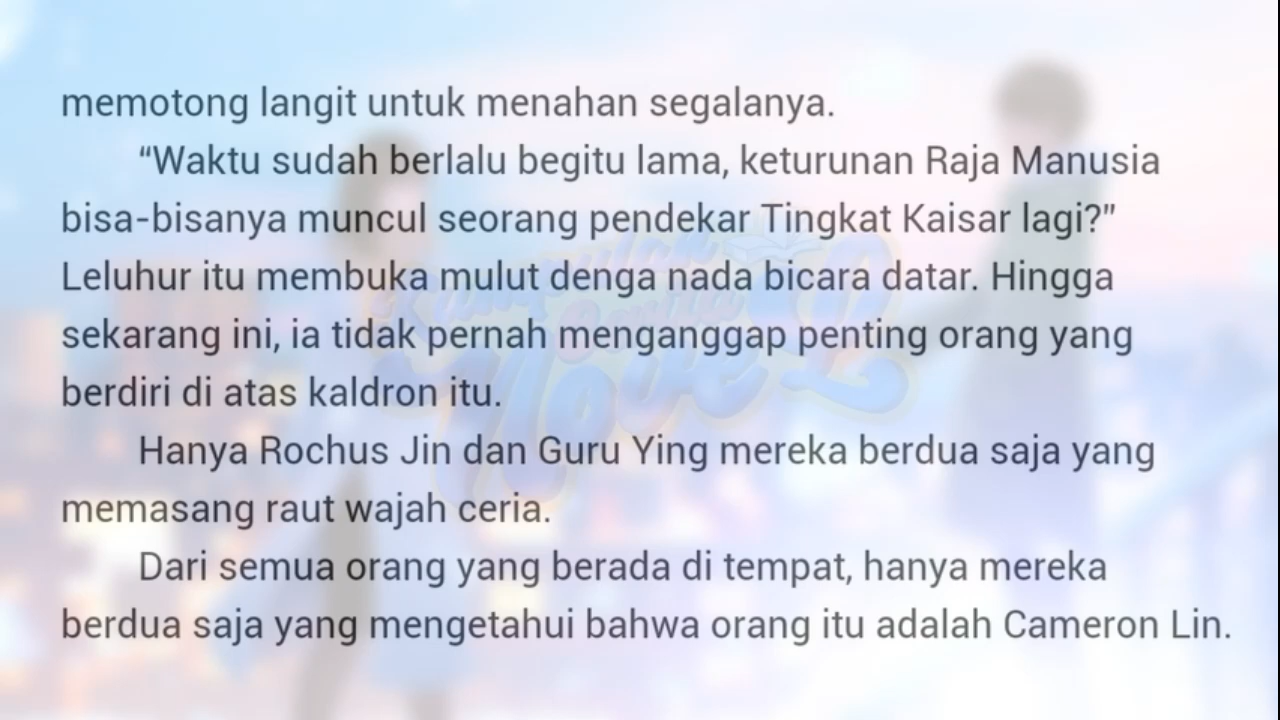 memotong langit untuk menahan segalanya.
“Waktu sudah berlalu begitu lama, keturunan Raja Manusia
bisa-bisanya muncul seorang pendekar Tingkat Kaisar lagi?”
Leluhur itu membuka mulut denga nada bicara datar. Hingga
sekarang ini, ia tidak pernah menganggap penting orang yang
berdiri di atas kaldron itu.
Hanya Rochus Jin dan Guru Ying mereka berdua saja yang
memasang raut wajah ceria.
Dari semua orang yang berada di tempat, hanya mereka
berdua saja yang mengetahui bahwa orang itu adalah Cameron Lin.